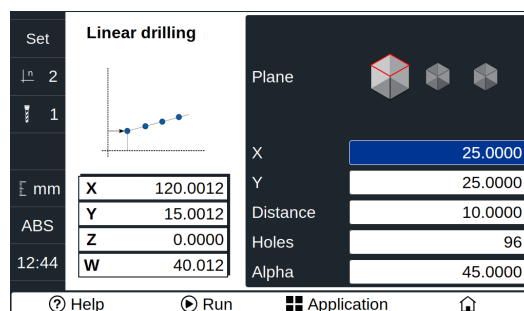 Set
n 2
1
mm
ABS
12:44
Linear drilling
X 120.0012
Y 15.0012
Z 0.0000
W 40.012
Plane
X 25.0000
Y 25.0000
Distance 10.0000
Holes 96
Alpha 45.0000
? Help
Run
Application